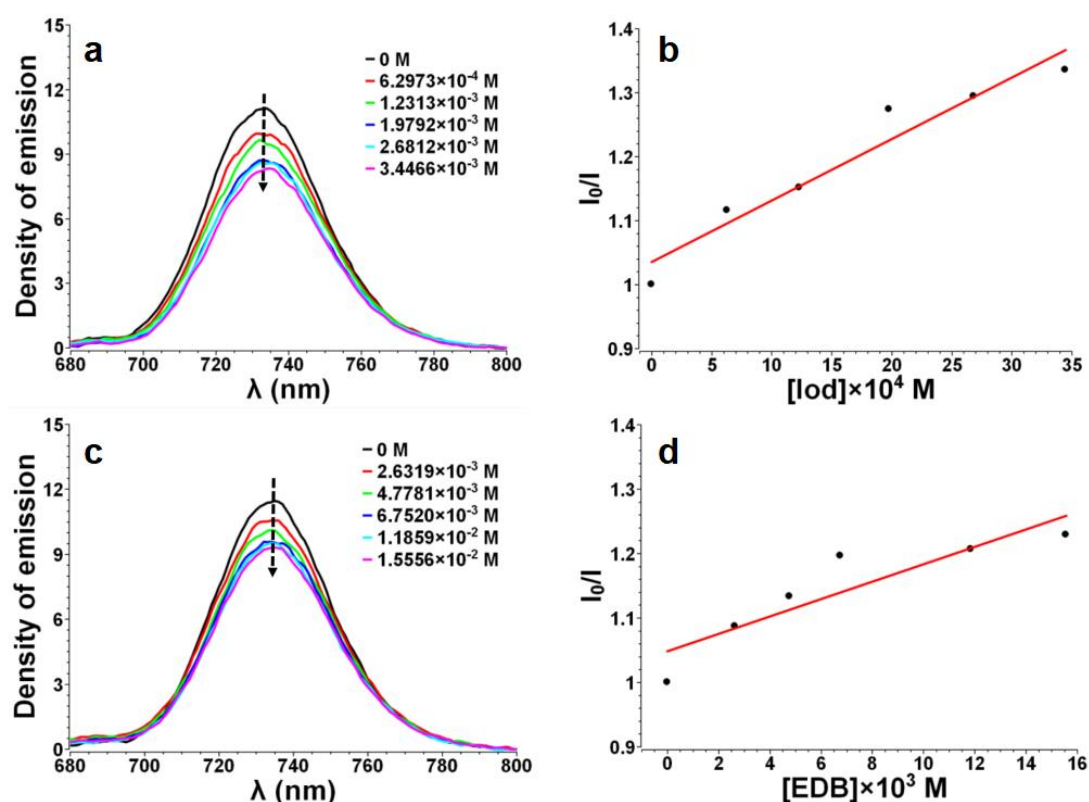 a
15
12
9
6
3
0
680
700
720
740
760
780
800
Density of emission
λ (nm)
0 M
6.2973×10⁻⁴ M
1.2313×10⁻³ M
1.9792×10⁻³ M
2.6812×10⁻³ M
3.4466×10⁻³ M
b
1.4
1.3
1.2
1.1
1
0.9
0
5
10
15
20
25
30
35
I₀/I
[Iod]×10⁴ M
c
15
12
9
6
3
0
680
700
720
740
760
780
800
Density of emission
λ (nm)
0 M
2.6319×10⁻³ M
4.7781×10⁻³ M
6.7520×10⁻³ M
1.1859×10⁻² M
1.5556×10⁻² M
d
1.4
1.3
1.2
1.1
1
0.9
0
2
4
6
8
10
12
14
16
I₀/I
[EDB]×10³ M